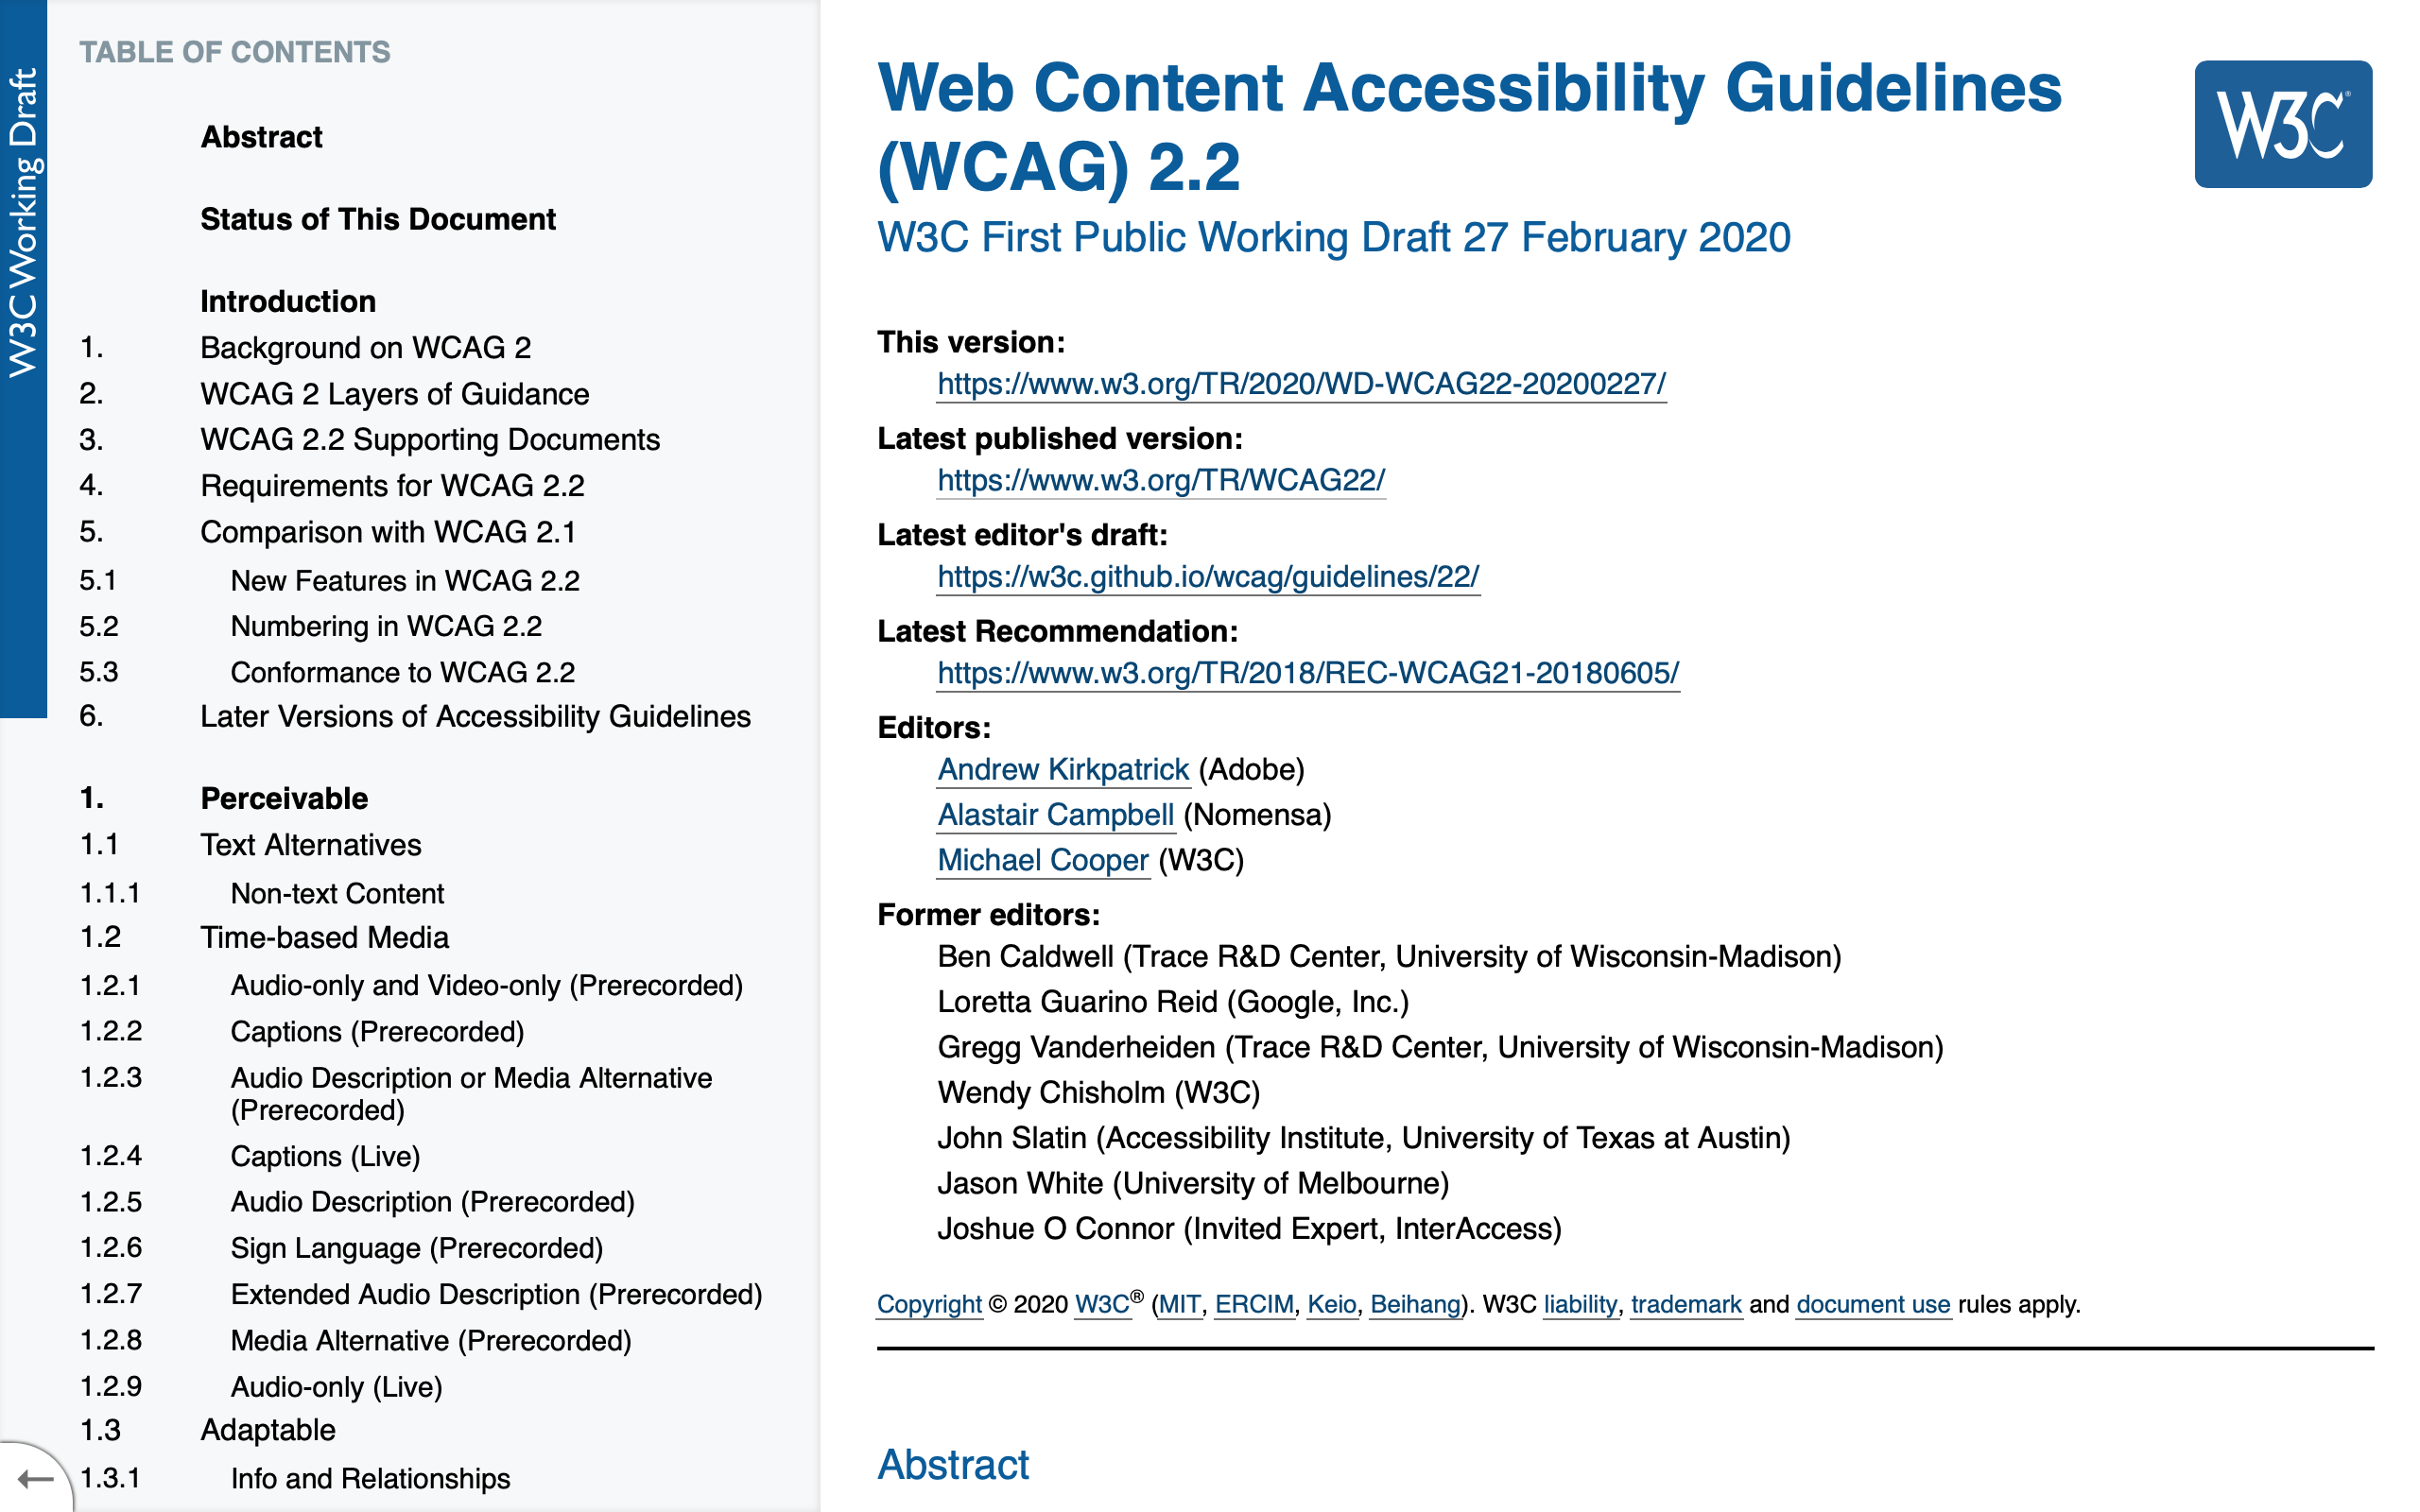 W3C Working Draft
TABLE OF CONTENTS
Abstract
Status of This Document
Introduction
1. Background on WCAG 2
2. WCAG 2 Layers of Guidance
3. WCAG 2.2 Supporting Documents
4. Requirements for WCAG 2.2
5. Comparison with WCAG 2.1
5.1 New Features in WCAG 2.2
5.2 Numbering in WCAG 2.2
5.3 Conformance to WCAG 2.2
6. Later Versions of Accessibility Guidelines
1. Perceivable
1.1 Text Alternatives
1.1.1 Non-text Content
1.2 Time-based Media
1.2.1 Audio-only and Video-only (Prerecorded)
1.2.2 Captions (Prerecorded)
1.2.3 Audio Description or Media Alternative
(Prerecorded)
1.2.4 Captions (Live)
1.2.5 Audio Description (Prerecorded)
1.2.6 Sign Language (Prerecorded)
1.2.7 Extended Audio Description (Prerecorded)
1.2.8 Media Alternative (Prerecorded)
1.2.9 Audio-only (Live)
1.3 Adaptable
1.3.1 Info and Relationships
Web Content Accessibility Guidelines
(WCAG) 2.2
W3C®
W3C First Public Working Draft 27 February 2020
This version:
https://www.w3.org/TR/2020/WD-WCAG22-20200227/
Latest published version:
https://www.w3.org/TR/WCAG22/
Latest editor's draft:
https://w3c.github.io/wcag/guidelines/22/
Latest Recommendation:
https://www.w3.org/TR/2018/REC-WCAG21-20180605/
Editors:
Andrew Kirkpatrick (Adobe)
Alastair Campbell (Nomensa)
Michael Cooper (W3C)
Former editors:
Ben Caldwell (Trace R&D Center, University of Wisconsin-Madison)
Loretta Guarino Reid (Google, Inc.)
Gregg Vanderheiden (Trace R&D Center, University of Wisconsin-Madison)
Wendy Chisholm (W3C)
John Slatin (Accessibility Institute, University of Texas at Austin)
Jason White (University of Melbourne)
Joshue O Connor (Invited Expert, InterAccess)
Copyright © 2020 W3C® (MIT, ERCIM, Keio, Beihang). W3C liability, trademark and document use rules apply.
Abstract